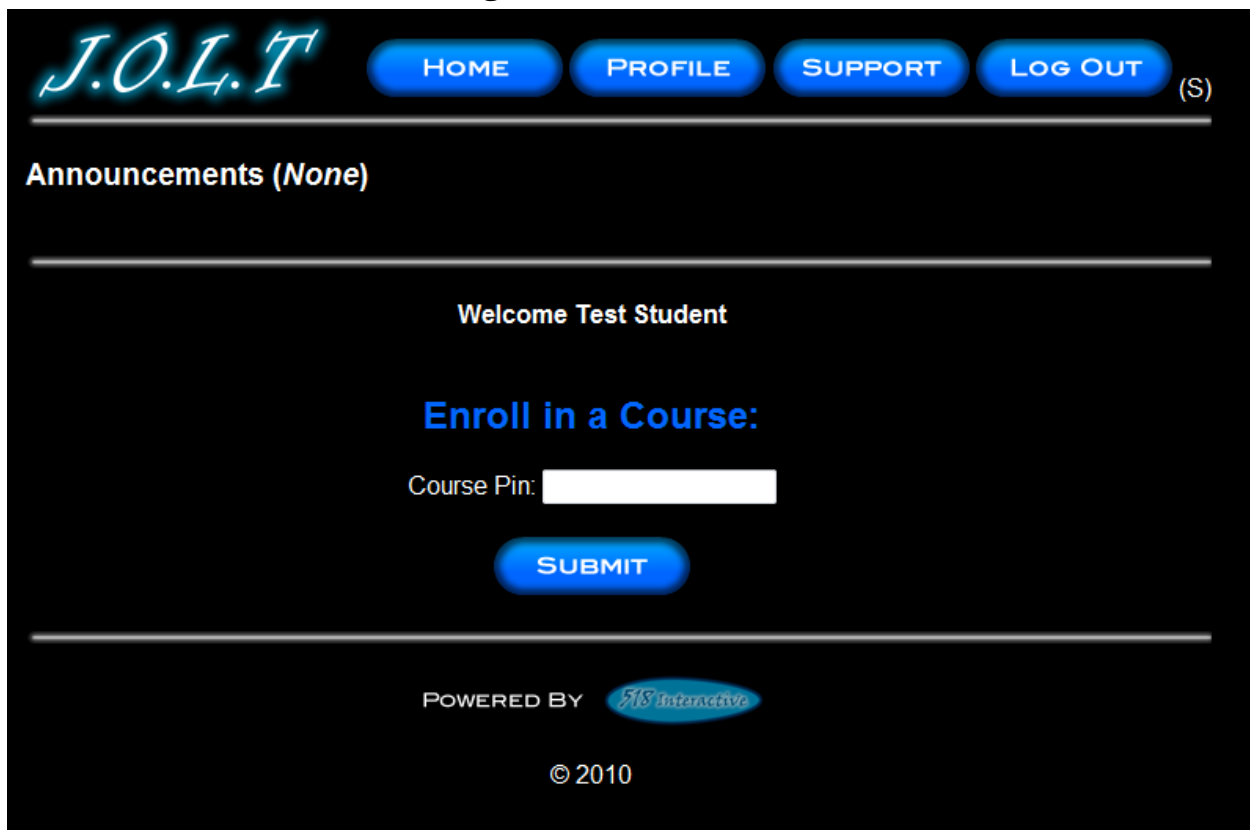 J.O.L.T HOME PROFILE SUPPORT LOG OUT (S)
Announcements (None)
Welcome Test Student
Enroll in a Course:
Course Pin:
SUBMIT
POWERED BY 518 Interactive
© 2010